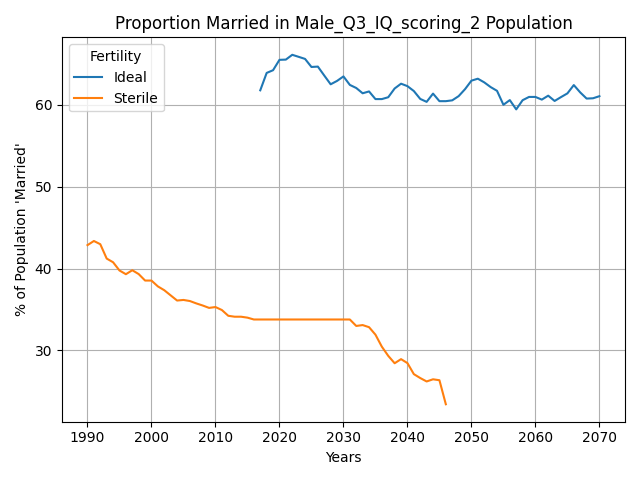 Proportion Married in Male_Q3_IQ_scoring_2 Population
Fertility
Ideal
Sterile
% of Population 'Married'
60
50
40
30
1990 2000 2010 2020 2030 2040 2050 2060 2070
Years